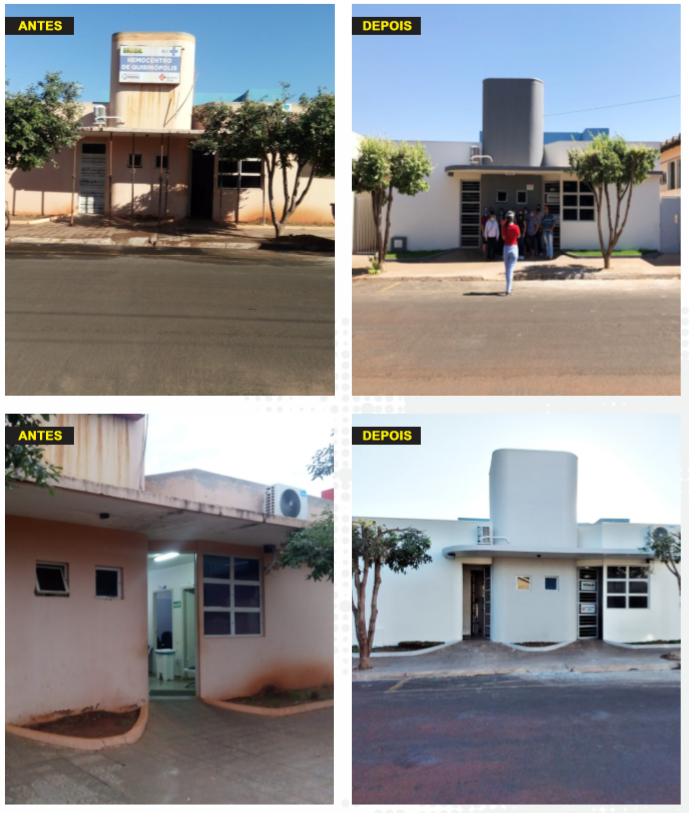 ANTES
DEPOIS
HEMOCENTRO
DE QUIRINÓPOLIS
ANTES
DEPOIS